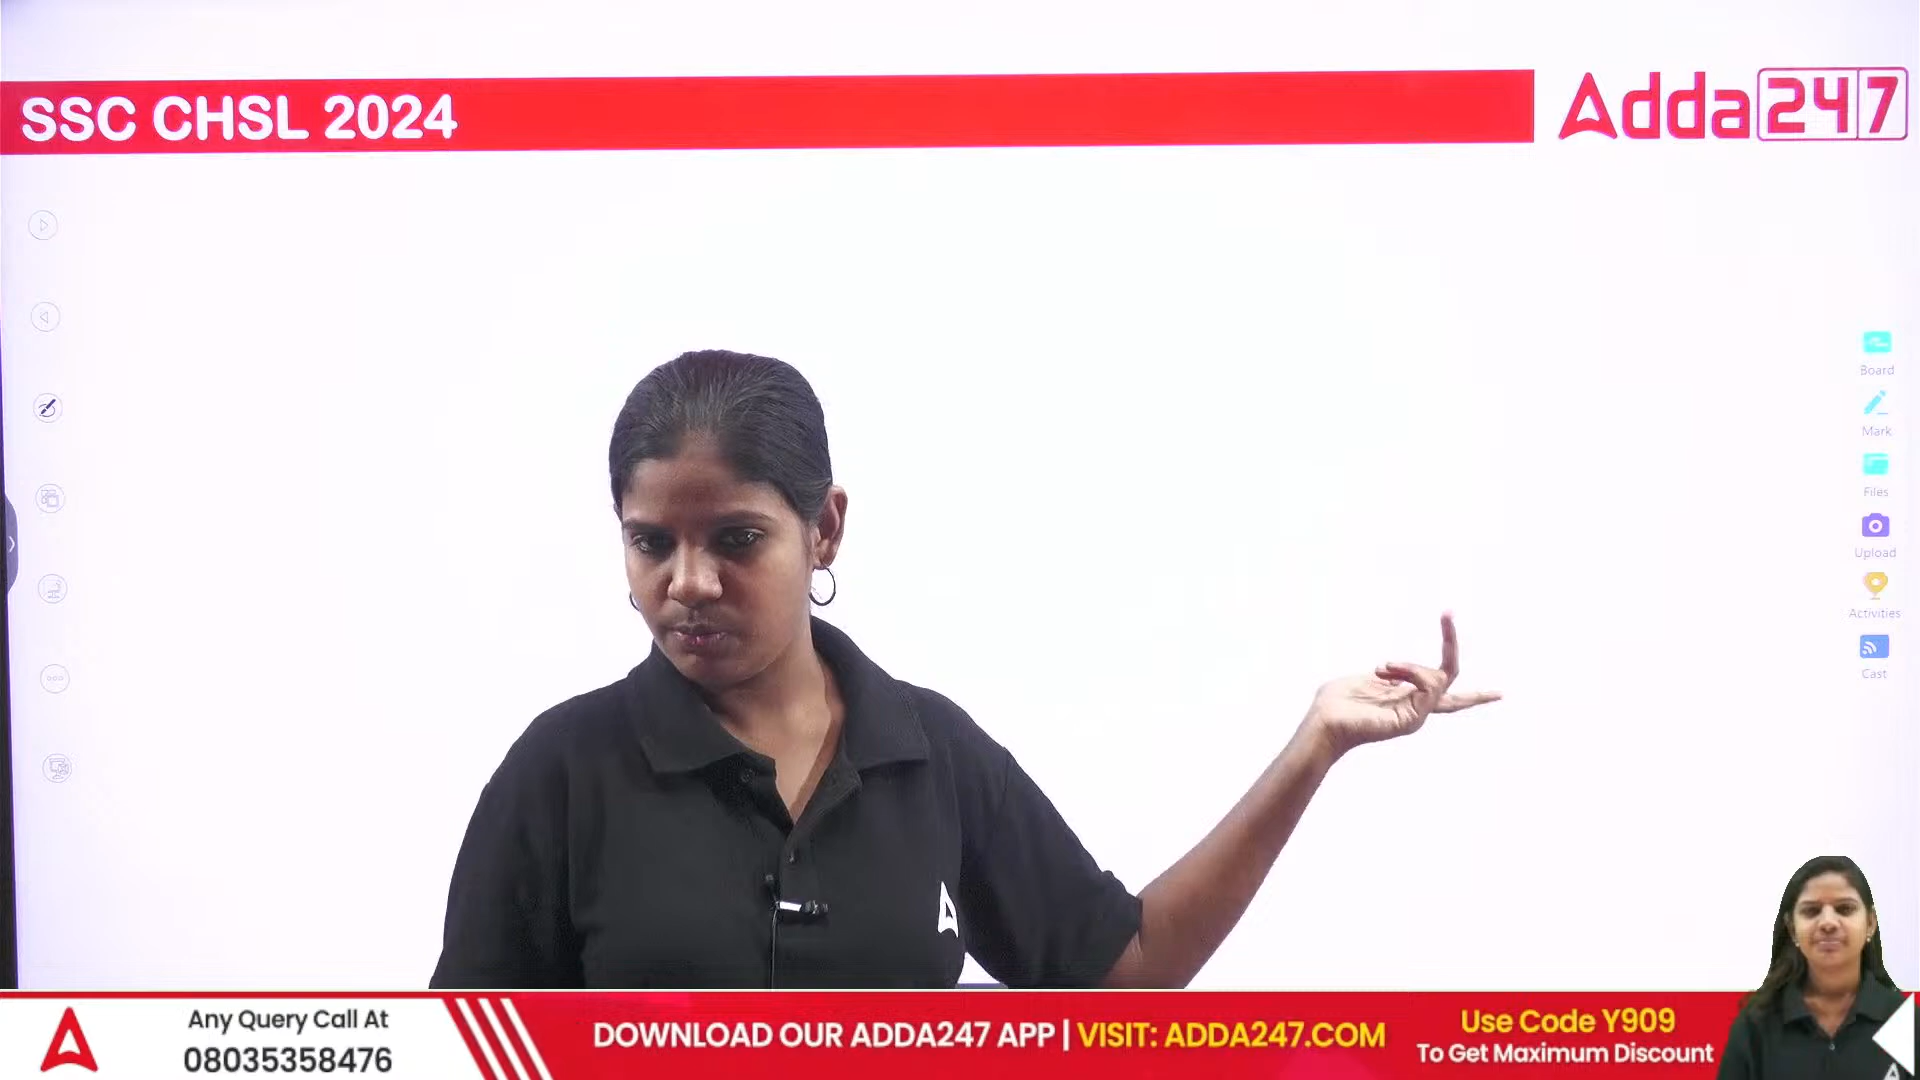 SSC CHSL 2024
Adda247
Board
Mark
Files
Upload
Activities
Cast
Any Query Call At
08035358476
DOWNLOAD OUR ADDA247 APP | VISIT: ADDA247.COM
Use Code Y909
To Get Maximum Discount